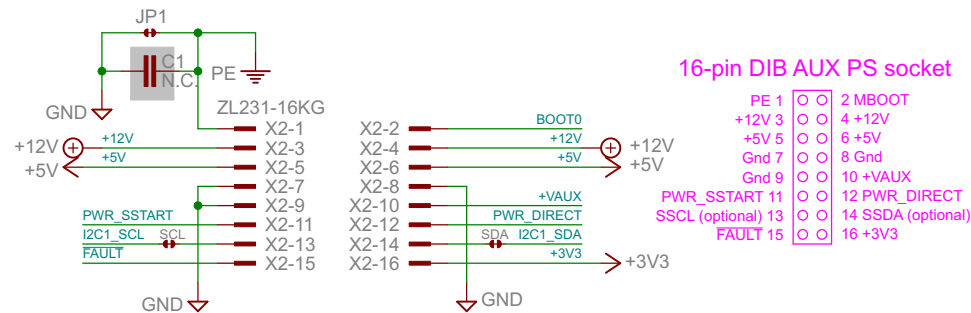 JP1
C1
N.C.
PE
GND
ZL231-16KG
X2-1
+12V +12V X2-3
+5V +5V X2-5
X2-7
X2-9
PWR_SSTART X2-11
I2C1_SCL SCL X2-13
FAULT X2-15
GND
X2-2 BOOT0
X2-4 +12V +12V
X2-6 +5V +5V
X2-8
X2-10 +VAUX
X2-12 PWR_DIRECT
X2-14 SDA I2C1_SDA
X2-16 +3V3 +3V3
GND
16-pin DIB AUX PS socket
PE 1 2 MBOOT
+12V 3 4 +12V
+5V 5 6 +5V
Gnd 7 8 Gnd
Gnd 9 10 +VAUX
PWR_SSTART 11 12 PWR_DIRECT
SSCL (optional) 13 14 SSDA (optional)
FAULT 15 16 +3V3